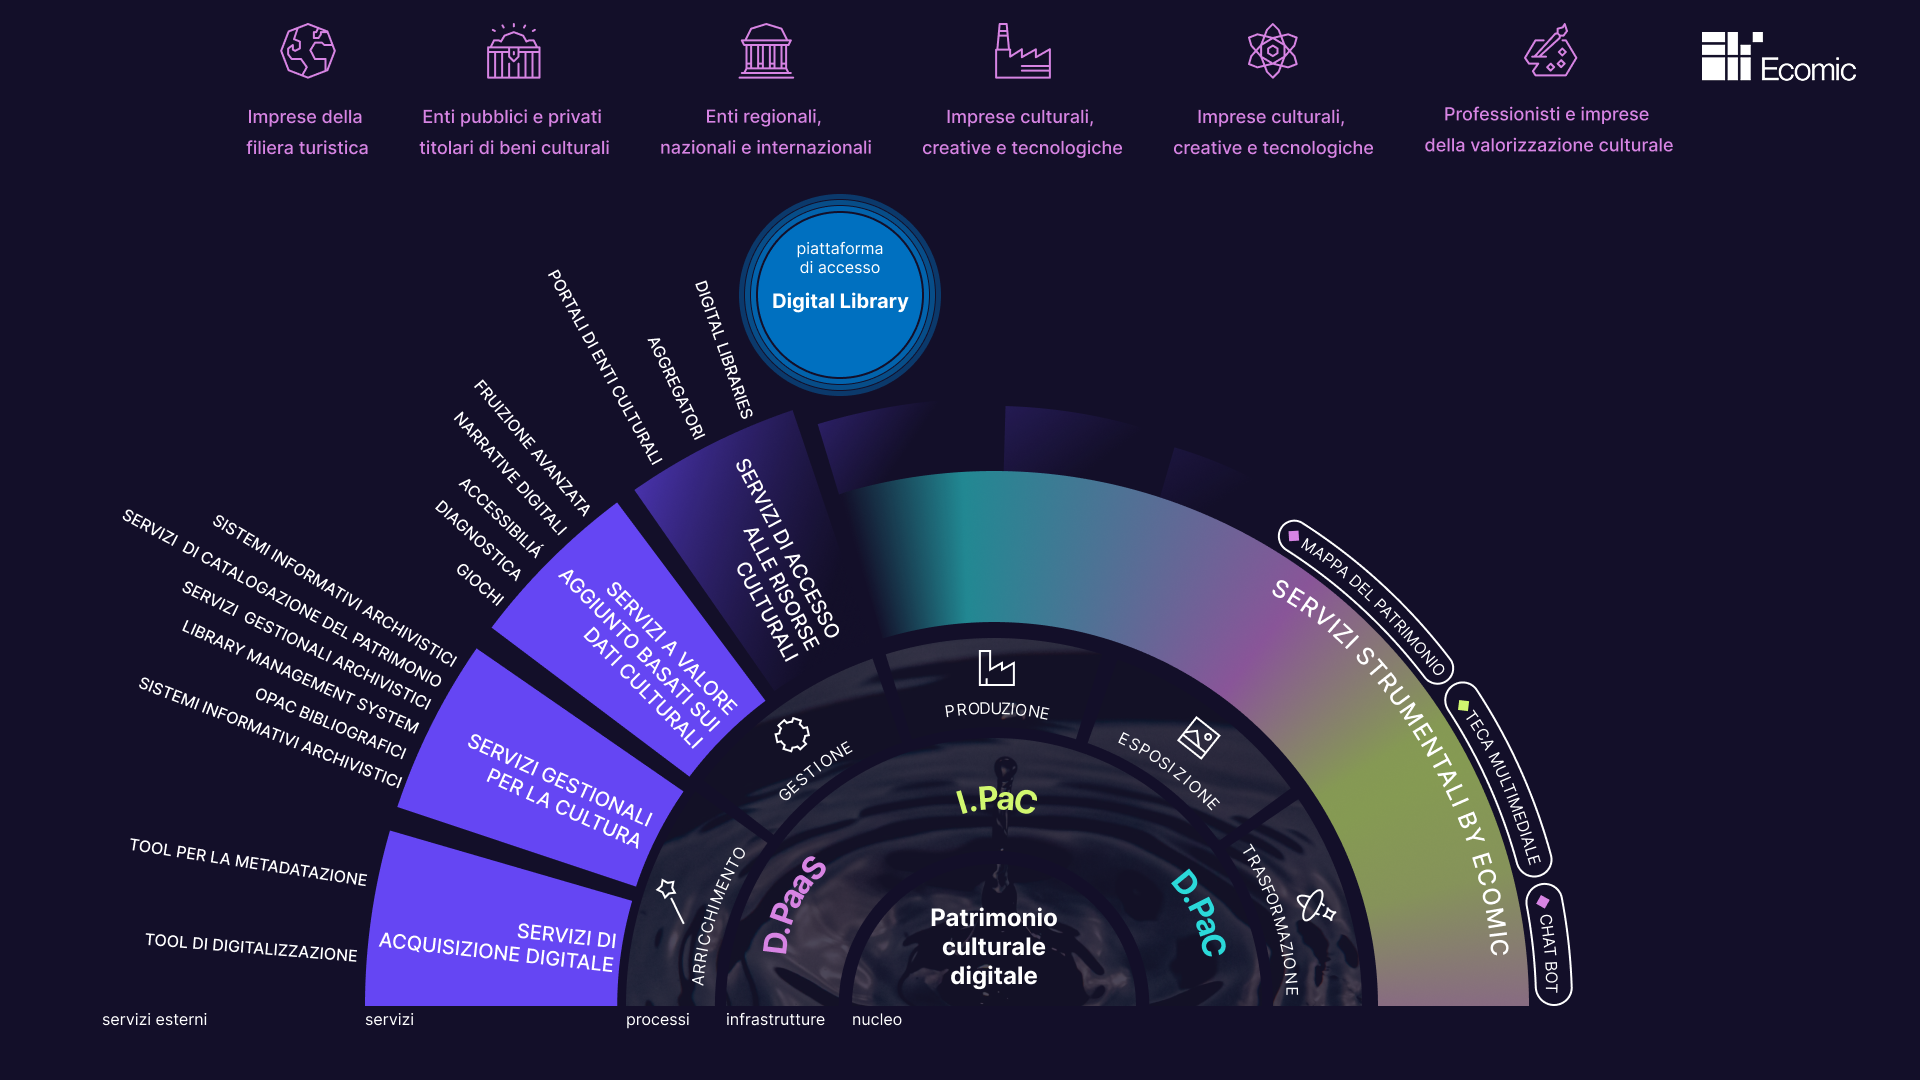 Imprese della
filiera turistica
Enti pubblici e privati
titolari di beni culturali
Enti regionali,
nazionali e internazionali
Imprese culturali,
creative e tecnologiche
Imprese culturali,
creative e tecnologiche
Professionisti e imprese
della valorizzazione culturale
Ecomic
piattaforma
di accesso
Digital Library
DIGITAL LIBRARIES
AGGREGATORI
PORTALI DI ENTI CULTURALI
FRUIZIONE AVANZATA
NARRATIVE DIGITALI
ACCESSIBILIÁ
DIAGNOSTICA
GIOCHI
SISTEMI INFORMATIVI ARCHIVISTICI
SERVIZI DI CATALOGAZIONE DEL PATRIMONIO
SERVIZI GESTIONALI ARCHIVISTICI
LIBRARY MANAGEMENT SYSTEM
OPAC BIBLIOGRAFICI
SISTEMI INFORMATIVI ARCHIVISTICI
TOOL PER LA METADATAZIONE
TOOL DI DIGITALIZZAZIONE
SERVIZI DI ACCESSO
ALLE RISORSE
CULTURALI
SERVIZI A VALORE
AGGIUNTO BASATI SUI
DATI CULTURALI
SERVIZI GESTIONALI
PER LA CULTURA
SERVIZI DI
ACQUISIZIONE DIGITALE
ARRICCHIMENTO
GESTIONE
PRODUZIONE
ESPOSIZIONE
TRASFORMAZIONE
D.PaaS
I.PaC
D.PaC
Patrimonio
culturale
digitale
SERVIZI STRUMENTALI BY ECOMIC
MAPPA DEL PATRIMONIO
TECA MULTIMEDIALE
CHAT BOT
servizi esterni
servizi
processi
infrastrutture
nucleo